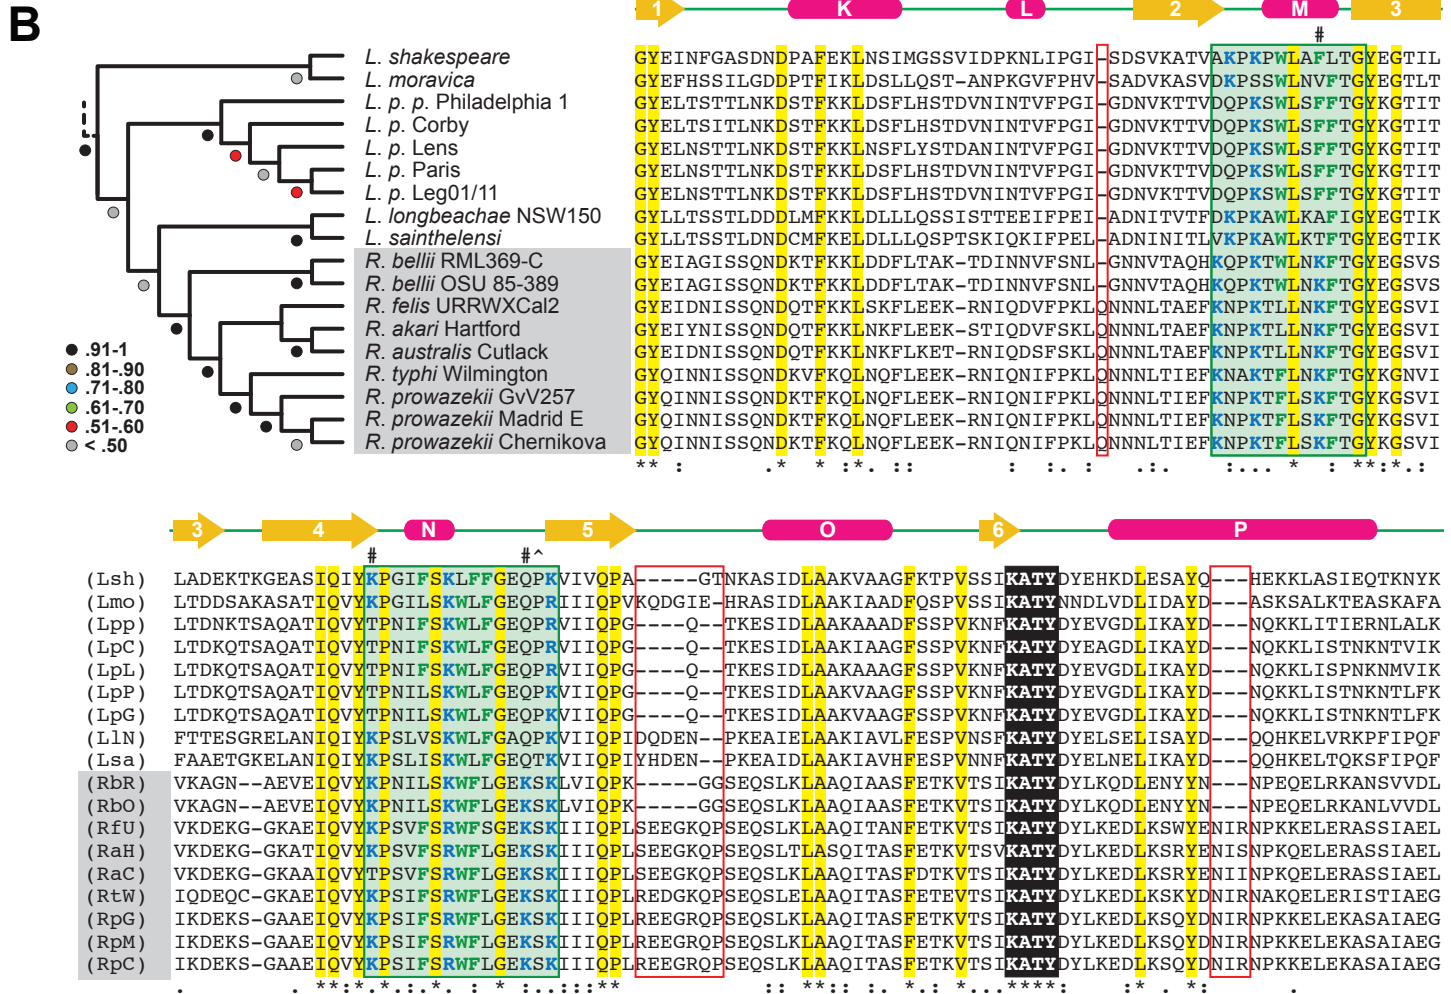 B
1 K L 2 M 3
#
L. shakespeare GYEINFGASDNDPAFEKLNSIMGSSVIDPKNLIPGI-SDSVKATVAKPKPWLAFLTGYEGTIL
L. moravica GYEFHSSILGDDPTFIKLDSLLQST-ANPKGVFPHV-SADVKASVDKPSSWLNVFTGYEGTLT
L. p. p. Philadelphia 1 GYELTSTTLNKDSTFKKLDSFLHSTDVNINTVFPGI-GDNVKTTVDQPKSWLSFFTGYKGTIT
L. p. Corby GYELTSITLNKDSTFKKLDSFLHSTDVNINTVFPGI-GDNVKTTVDQPKSWLSFFTGYKGTIT
L. p. Lens GYELNSTTLNKDSTFKKLDSFLYSTDANINTVFPGI-GDNVKTTVDQPKSWLSFFTGYKGTIT
L. p. Paris GYELNSTTLNKDSTFKKLDSFLHSTDVNINTVFPGI-GDNVKTTVDQPKSWLSFFTGYKGTIT
L. p. Leg01/11 GYELNSTTLNKDSTFKKLDSFLHSTDVNINTVFPGI-GDNVKTTVDQPKSWLSFFTGYKGTIT
L. longbeachae NSW150 GYLLTSSTLDDDLMFKKLDLLLQSSISTTEEIFPEI-ADNITVTFDKPKAWLKAFIGYEGTIK
L. sainthelensi GYLLTSSTLDNDCMFKELDLLLQSPTSKIQKIFPEL-ADNINITLVKPKAWLKTFTGYEGTIK
R. bellii RML369-C GYEIAGISSQNDKTFKKLDDFLTAK-TDINNVFSNL-GNNVTAQHKQPKTWLNKFTGYEGSVS
R. bellii OSU 85-389 GYEIAGISSQNDKTFKKLDDFLTAK-TDINNVFSNL-GNNVTAQHKQPKTWLNKFTGYEGSVS
R. felis URRWXCal2 GYEIDNISSQNDQTFKKLSKFLEEK-RNIQDVFPKLQNNNLTAEFKNPKTLLNKFTGYEGSVI
R. akari Hartford GYEIYNISSQNDQTFKKLNKFLEEK-STIQDVFSKLQNNNLTAEFKNPKTLLNKFTGYEGSVI
R. australis Cutlack GYEIDNISSQNDQTFKKLNKFLKET-RNIQDSFSKLQNNNLTAEFKNPKTLLNKFTGYEGSVI
R. typhi Wilmington GYQINNISSQNDKVFKQLNQFLEEK-RNIQNIFPKLQNNNLTIEFKNAKTFLNKFTGYKGNVI
R. prowazekii GvV257 GYQINNISSQNDKTFKQLNQFLEEK-RNIQNIFPKLQNNNLTIEFKNPKTFLSKFTGYKGSVI
R. prowazekii Madrid E GYQINNISSQNDKTFKQLNQFLEEK-RNIQNIFPKLQNNNLTIEFKNPKTFLSKFTGYKGSVI
R. prowazekii Chernikova GYQINNISSQNDKTFKQLNQFLEEK-RNIQNIFPKLQNNNLTIEFKNPKTFLSKFTGYKGSVI
** : .* * :*. :: : : . : .:. :... * : **:*.:
.91-1
.81-.90
.71-.80
.61-.70
.51-.60
< .50
3 4 N 5 O 6 P
# #^
(Lsh) LADEKTKGEASIQIYKPGIFSKLFFGEQPKVIVQPA-----GTNKASIDLAAKVAAGFKTPVSSIKATYDYEHKDLESAYQ---HEKKLASIEQTKNYK
(Lmo) LTDDSAKASATIQVYKPGILSKWLFGEQPRIIIQPVKQDGIE-HRASIDLAAKIAADFQSPVSSIKATYNNDLVDLIDAYD---ASKSALKTEASKAFA
(Lpp) LTDNKTSAQATIQVYTPNIFSKWLFGEQPRVIIQPG----Q--TKESIDLAAKAAAGFSSPVKNFKATYDYEVGDLIKAYD---NQKKLITIERNLALK
(LpC) LTDKQTSAQATIQVYTPNIFSKWLFGEQPRVIIQPG----Q--TKESIDLAAKVAAGFSSPVKNFKATYDYEAGDLIKAYD---NQKKLISTNKNTVIK
(LpL) LTDKQTSAQATIQVYTPNIFSKWLFGEQPRVIIQPG----Q--TKESIDLAAKAAADFSSPVKNFKATYDYEVGDLIKAYD---NQKKLISPNKNMVIK
(LpP) LTDKQTSAQATIQVYTPNILSKWLFGEQPKVIIQPG----Q--TKESIDLAAKVAAGFSSPVKNFKATYDYEVGDLIKAYD---NQKKLISTNKNTLFK
(LpG) LTDKQTSAQATIQVYTPNILSKWLFGEQPKVIIQPG----Q--TKESIDLAAKVAAGFSSPVKNFKATYDYEVGDLIKAYD---NQKKLISTNKNTLFK
(LlN) FTTESGRELANIQIYKPSLVSKWLFGAQPKVIIQPIDQDEN--PKEAIELAAKIAVLFESPVNSFKATYDYELSELISAYD---QQHKELVRKPFIPQF
(Lsa) FAAETGKELANIQIYKPSLISKWLFGEQTKVIIQPIYHDEN--PKEAIDLAAKIAVHFESPVNNFKATYDYELNELIKAYD---QQHKELTQKSFIPQF
(RbR) VKAGN--AEVEIQVYKPNILSKWFLGEKSKLVIQPK-----GGSEQSLKLAAQIAADFETKVTSIKATYDYLKQDLENYYN---NPEQELRKANSVVDL
(RbO) VKAGN--AEVEIQVYKPNILSKWFLGEKSKLVIQPK-----GGSEQSLKLAAQIAADFETKVTSIKATYDYLKQDLENYYN---NPEQELRKANLVVDL
(RfU) VKDEKG-GKAEIQVYKPSVFSRWFSGEKSKIIIQPLSEEGKQPSEQSLKLAAQITANFETKVTSIKATYDYLKEDLKSWYENIRNPKKELERASSIAEL
(RaH) VKDEKG-GKATIQVYKPSVFSRWFSGEKSKIIIQPLSEEGKQPSEQSLTLAAQITASFETKVTSVKATYDYLKEDLKSRYENISNPKKELERASSIAEL
(RaC) VKDEKG-GKAAIQVYTPSVFSRWFLGEKSKIIIQPLSEEGKQPSEQSLKLAAQITASFDTKVTSIKATYDYLKEDLKSRYENIINPKQELERASSIAEL
(RtW) IQDEQC-GKAAIQVYKPSIFSRWFLGEKSKIIIQPLREDGKQPSEQSLELAAQITASFETEVTSIKATYDYLKEDLKSQYDNIRNAKQELERISTIAEG
(RpG) IKDEKS-GAAEIQVYKPSIFSRWFLGEKSKIIIQPLREEGRQPSEQSLKLAAQITASFETKVTSIKATYDYLKEDLKSQYDNIRNPKKELEKASAIAEG
(RpM) IKDEKS-GAAEIQVYKPSIFSRWFLGEKSKIIIQPLREEGRQPSEQSLKLAAQITASFETKVTSIKATYDYLKEDLKSQYDNIRNPKKELEKASAIAEG
(RpC) IKDEKS-GAAEIQVYKPSIFSRWFLGEKSKIIIQPLREEGRQPSEQSLKLAAQITASFETKVTSIKATYDYLKEDLKSQYDNIRNPKKELEKASAIAEG
. . **:*.*.:.*:. : * .::::** :: **::*: *.: *...****: :* .* : .